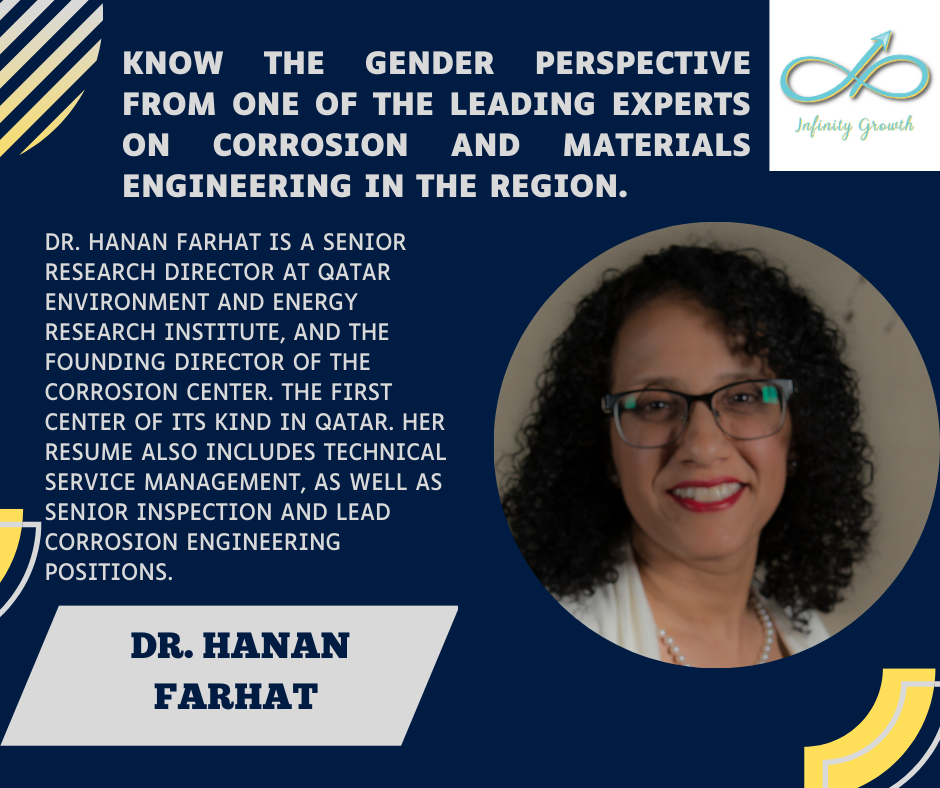 KNOW THE GENDER PERSPECTIVE
FROM ONE OF THE LEADING EXPERTS
ON CORROSION AND MATERIALS
ENGINEERING IN THE REGION.
Infinity Growth
DR. HANAN FARHAT IS A SENIOR
RESEARCH DIRECTOR AT QATAR
ENVIRONMENT AND ENERGY
RESEARCH INSTITUTE, AND THE
FOUNDING DIRECTOR OF THE
CORROSION CENTER. THE FIRST
CENTER OF ITS KIND IN QATAR. HER
RESUME ALSO INCLUDES TECHNICAL
SERVICE MANAGEMENT, AS WELL AS
SENIOR INSPECTION AND LEAD
CORROSION ENGINEERING
POSITIONS.
DR. HANAN
FARHAT